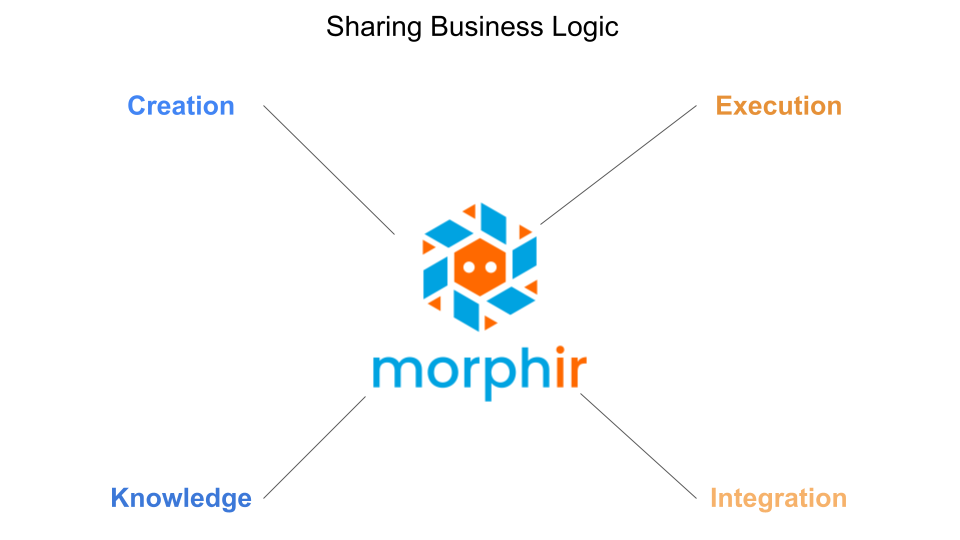 Sharing Business Logic
Creation
Execution
morphir
Knowledge
Integration